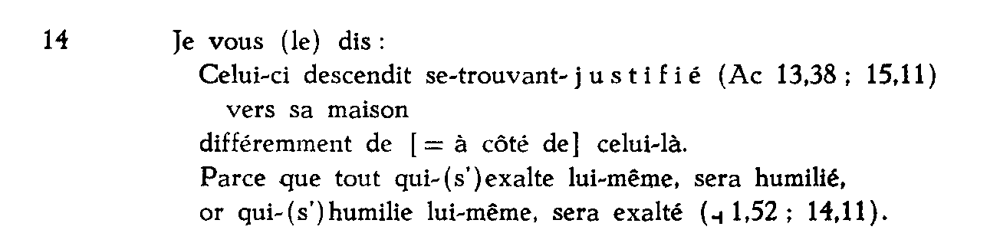 14 Je vous (le) dis :
Celui-ci descendit se-trouvant-justifié (Ac 13,38 ; 15,11)
vers sa maison
différemment de [= à côté de] celui-là.
Parce que tout qui-(s')exalte lui-même, sera humilié,
or qui-(s')humilie lui-même, sera exalté (⅃ 1,52 ; 14,11).